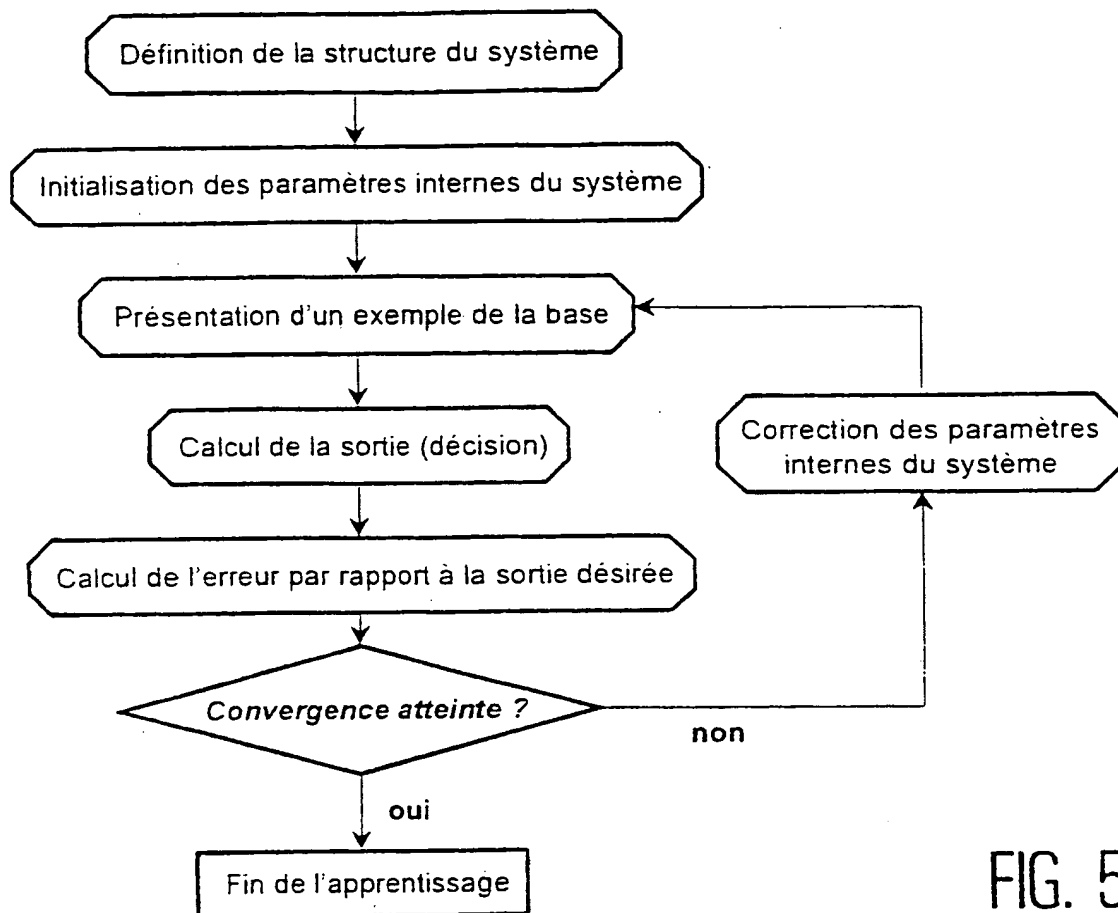 Définition de la structure du système
Initialisation des paramètres internes du système
Présentation d'un exemple de la base
Calcul de la sortie (décision)
Correction des paramètres
internes du système
Calcul de l'erreur par rapport à la sortie désirée
Convergence atteinte ?
non
oui
Fin de l'apprentissage
FIG. 5